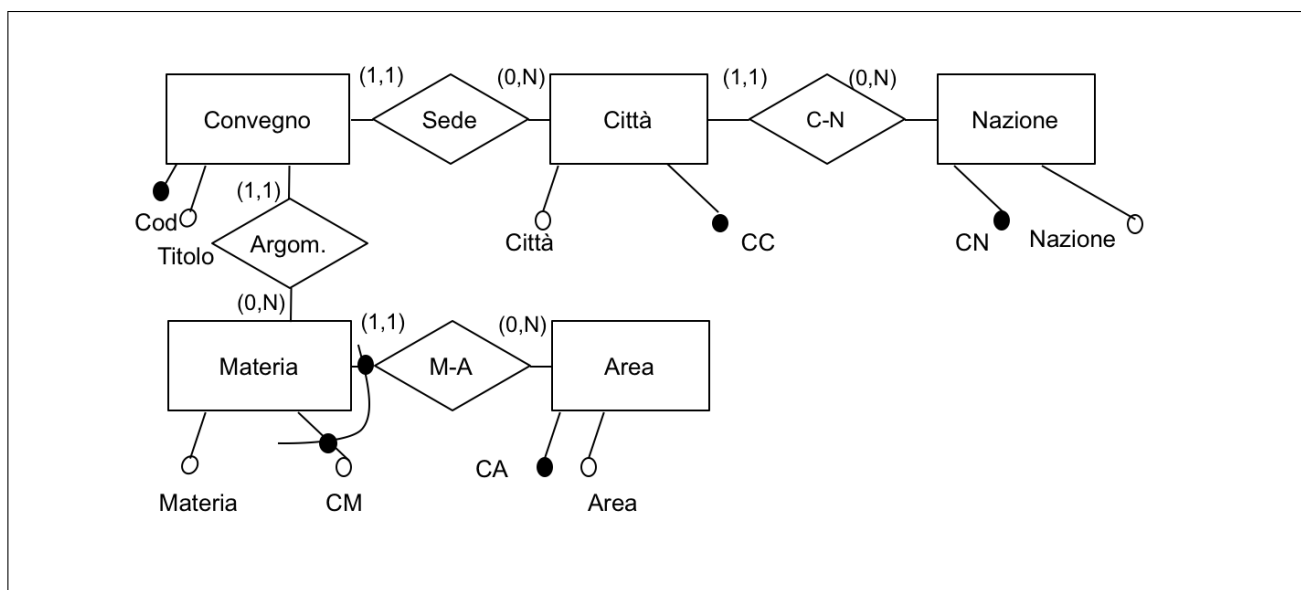 (1,1) (0,N) (1,1) (0,N)
Convegno Sede Città C-N Nazione
(1,1)
Cod
Città CC CN Nazione
Titolo Argom.
(0,N) (1,1) (0,N)
Materia M-A Area
CA
Materia CM Area